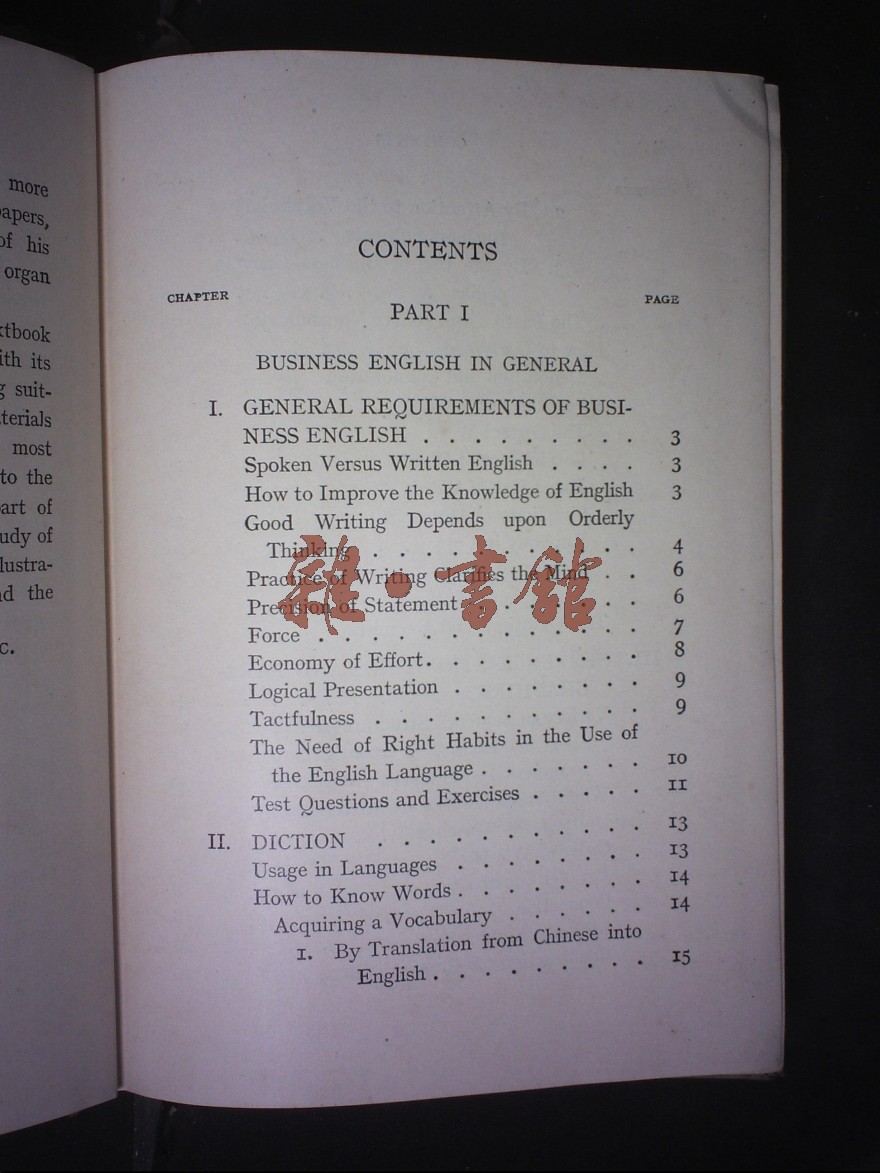 more
apers,
of his
organ
xtbook
ith its
g suit-
terials
most
to the
art of
udy of
lustra-
d the
C.
CONTENTS
CHAPTER PAGE
PART I
BUSINESS ENGLISH IN GENERAL
I. GENERAL REQUIREMENTS OF BUSI-
NESS ENGLISH . . . . . . . . . 3
Spoken Versus Written English . . . . 3
How to Improve the Knowledge of English 3
Good Writing Depends upon Orderly
Thinking . . . . . . . . . . . 4
Practice of Writing Clarifies the Mind . . 6
Precision of Statement . . . . . . . 6
Force . . . . . . . . . . . . . 7
Economy of Effort. . . . . . . . . 8
Logical Presentation . . . . . . . . 9
Tactfulness . . . . . . . . . . . 9
The Need of Right Habits in the Use of
the English Language . . . . . . . 10
Test Questions and Exercises . . . . . 11
II. DICTION . . . . . . . . . . . 13
Usage in Languages . . . . . . . . 13
How to Know Words . . . . . . . . 14
Acquiring a Vocabulary . . . . . . 14
1. By Translation from Chinese into
English . . . . . . . . . 15
雜·書館